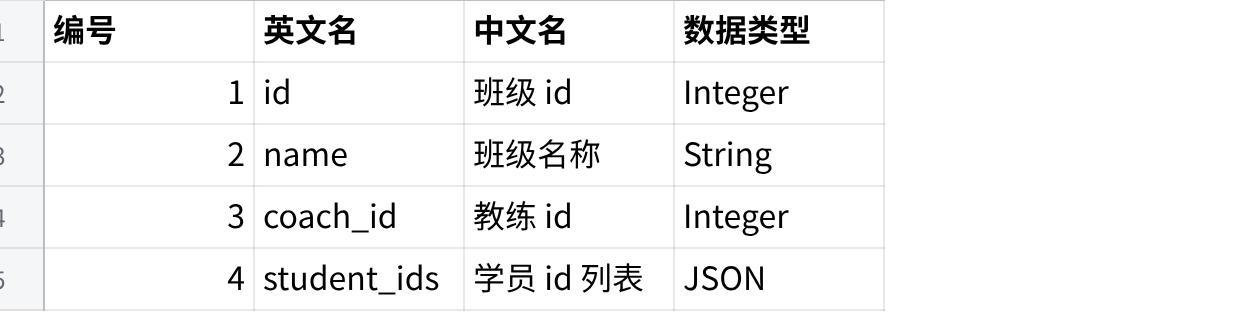 编号 英文名 中文名 数据类型
1 id 班级 id Integer
2 name 班级名称 String
3 coach_id 教练 id Integer
4 student_ids 学员 id 列表 JSON